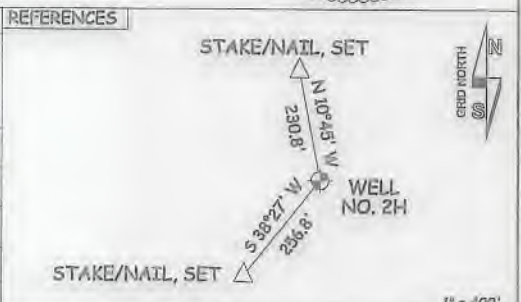 REFERENCES
STAKE/NAIL, SET
N 10°45' W
230.8'
GRID NORTH
N
S
WELL
NO. 2H
S 38°27' W
256.8'
STAKE/NAIL, SET